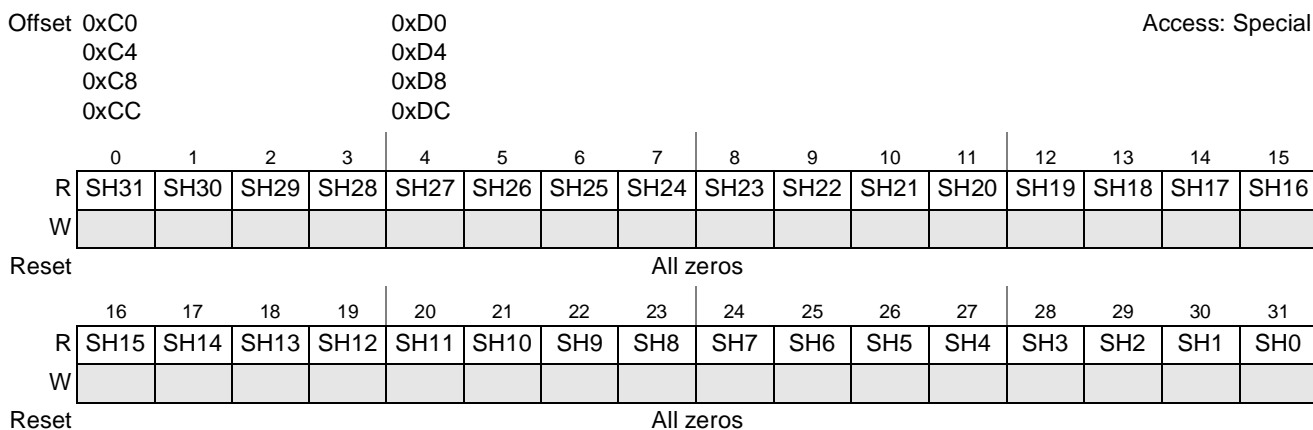 Offset 0xC0 0xD0 Access: Special
0xC4 0xD4
0xC8 0xD8
0xCC 0xDC
0 1 2 3 4 5 6 7 8 9 10 11 12 13 14 15
R SH31 SH30 SH29 SH28 SH27 SH26 SH25 SH24 SH23 SH22 SH21 SH20 SH19 SH18 SH17 SH16
W
Reset All zeros
16 17 18 19 20 21 22 23 24 25 26 27 28 29 30 31
R SH15 SH14 SH13 SH12 SH11 SH10 SH9 SH8 SH7 SH6 SH5 SH4 SH3 SH2 SH1 SH0
W
Reset All zeros